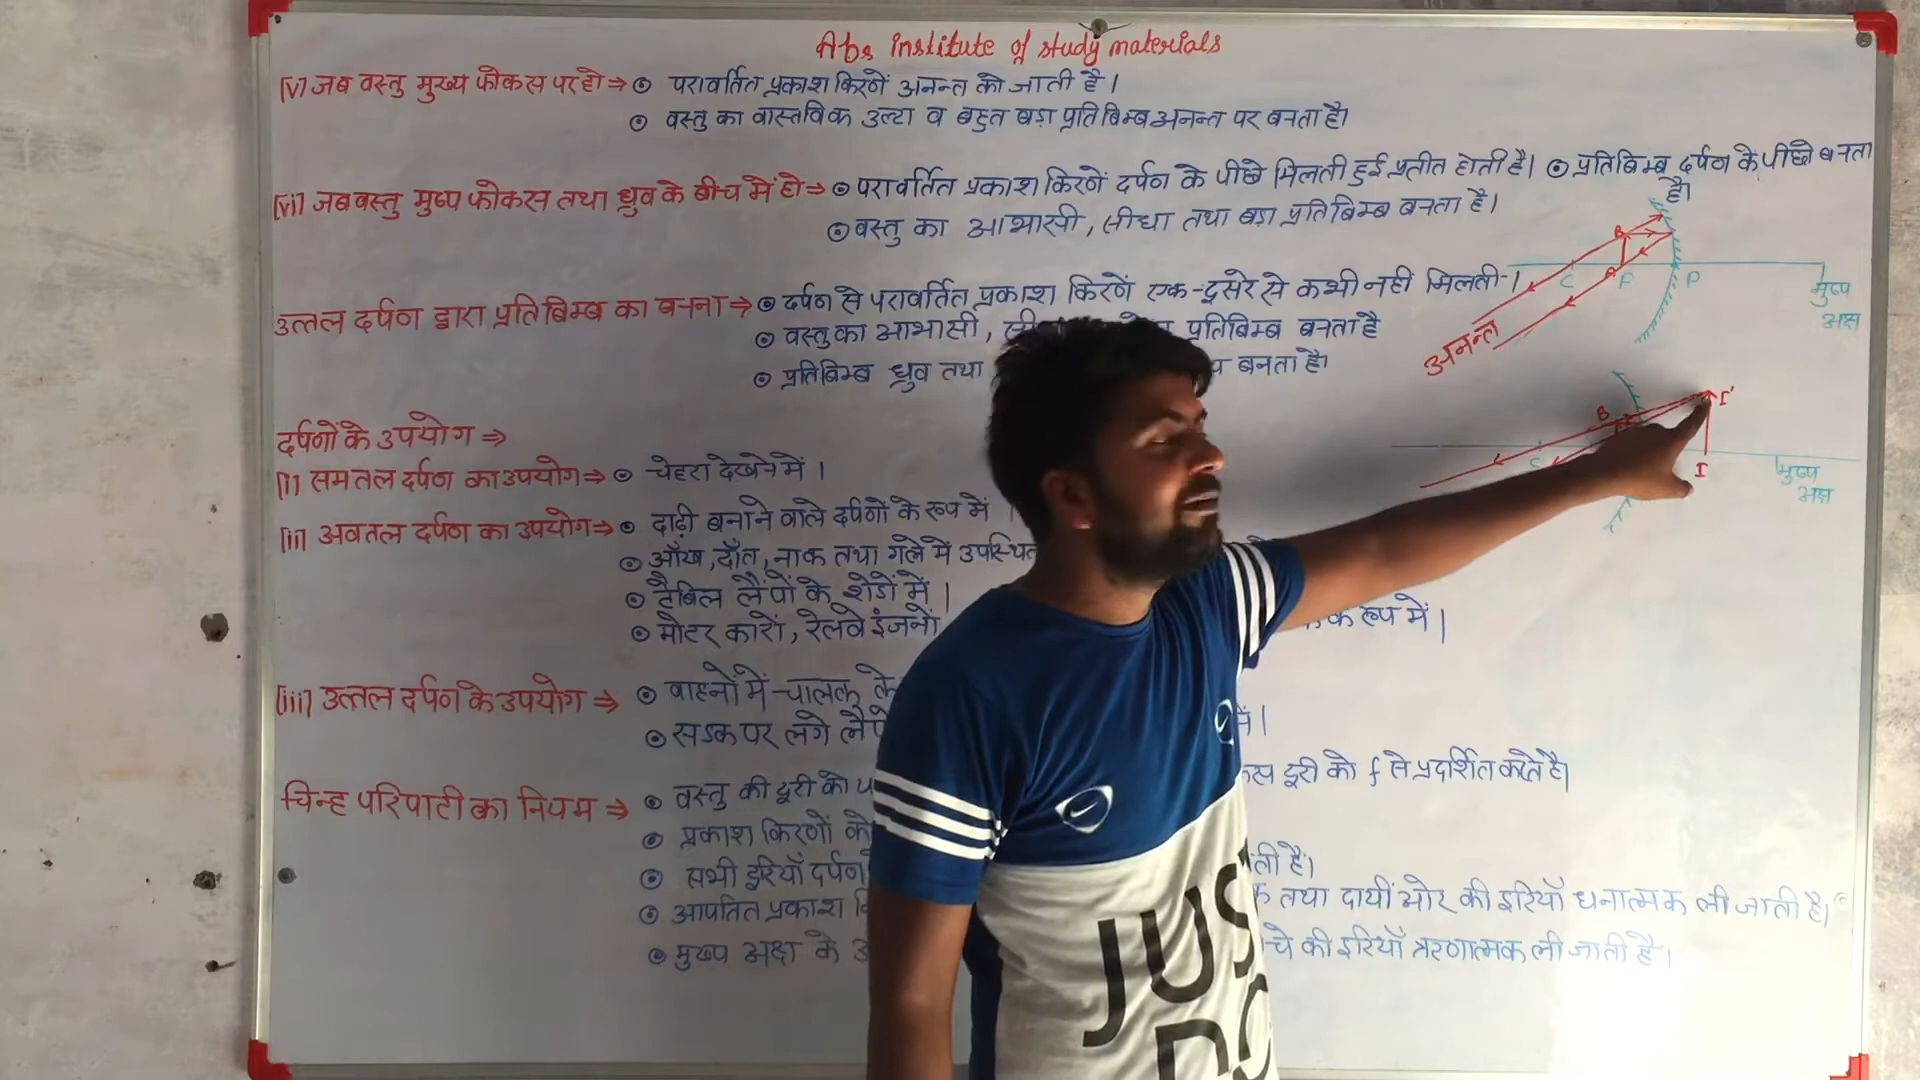 Abs institute of study materials
[v] जब वस्तु मुख्य फोकस पर हो ⇒ ⊙ परावर्तित प्रकाश किरणें अनन्त को जाती है।
⊙ वस्तु का वास्तविक उल्टा व बहुत बड़ा प्रतिबिम्ब अनन्त पर बनता है।
[vi] जब वस्तु मुख्य फोकस तथा ध्रुव के बीच में हो ⇒ ⊙ परावर्तित प्रकाश किरणें दर्पण के पीछे मिलती हुई प्रतीत होती है। ⊙ प्रतिबिम्ब दर्पण के पीछे बनता है।
⊙ वस्तु का आभासी, सीधा तथा बड़ा प्रतिबिम्ब बनता है।
B
A
C F P
मुख्य
अक्ष
अनन्त
उत्तल दर्पण द्वारा प्रतिबिम्ब का बनना ⇒ ⊙ दर्पण से परावर्तित प्रकाश किरणें एक-दूसरे से कभी नही मिलती।
⊙ वस्तु का आभासी, प्रतिबिम्ब बनता है
⊙ प्रतिबिम्ब ध्रुव तथा बनता है।
B I'
C I
मुख्य
अक्ष
दर्पणों के उपयोग ⇒
[i] समतल दर्पण का उपयोग ⇒ ⊙ चेहरा देखने में।
[ii] अवतल दर्पण का उपयोग ⇒ ⊙ दाढ़ी बनाने वाले दर्पणों के रूप में।
⊙ आँख, दाँत, नाक तथा गले में उपस्थित
⊙ टेबिल लैंपों के शेडों में।
⊙ मोटर कारों, रेलवे इंजनों के रूप में।
[iii] उत्तल दर्पण के उपयोग ⇒ ⊙ वाहनों में चालक के
⊙ सडक पर लगे में।
चिन्ह परिपाटी का नियम ⇒ ⊙ वस्तु की दूरी को दूरी को f से प्रदर्शित करते है।
⊙ प्रकाश किरणों को
⊙ सभी दूरियाँ दर्पण है।
⊙ आपतित प्रकाश तथा दायीं ओर की दूरियाँ धनात्मक ली जाती है।
⊙ मुख्य अक्ष के की दूरियाँ ऋणात्मक ली जाती है।
JUS
DO